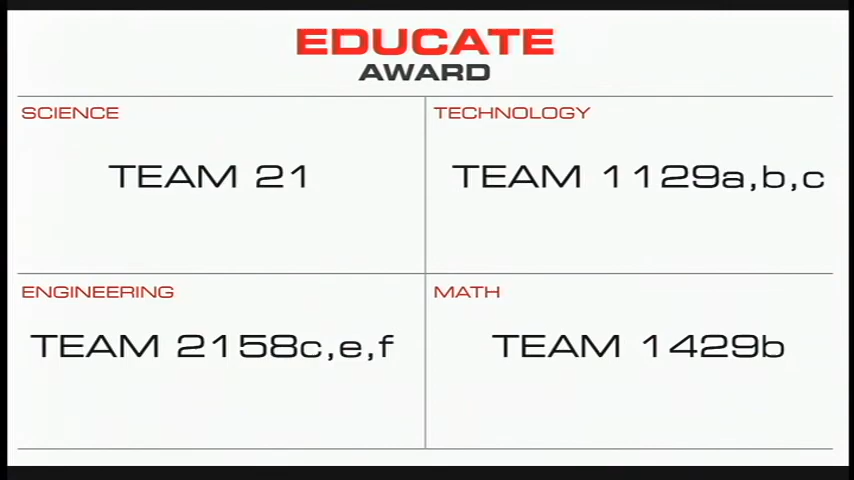 EDUCATE
AWARD
SCIENCE
TEAM 21
TECHNOLOGY
TEAM 1129a,b,c
ENGINEERING
TEAM 2158c,e,f
MATH
TEAM 1429b